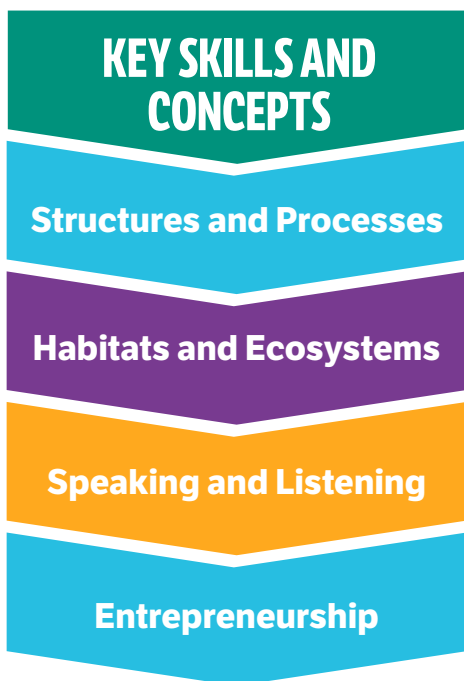 KEY SKILLS AND
CONCEPTS
Structures and Processes
Habitats and Ecosystems
Speaking and Listening
Entrepreneurship